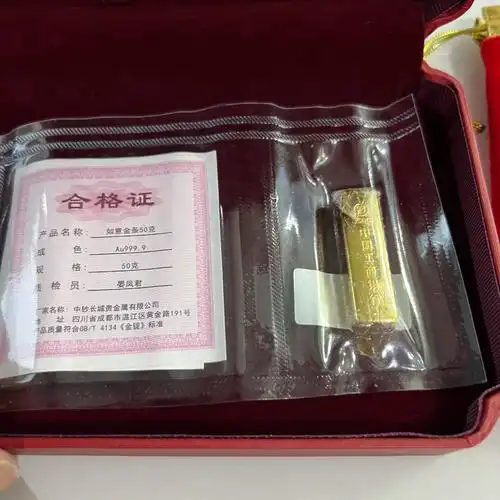 合格证
产品名称: 如意金条50克
成 色: Au999.9
规 格: 50克
质 检 员: 晏凤君
厂家名称: 中钞长城贵金属有限公司
地 址: 四川省成都市温江区黄金路191号
产品质量符合GB/T 4134《金锭》标准